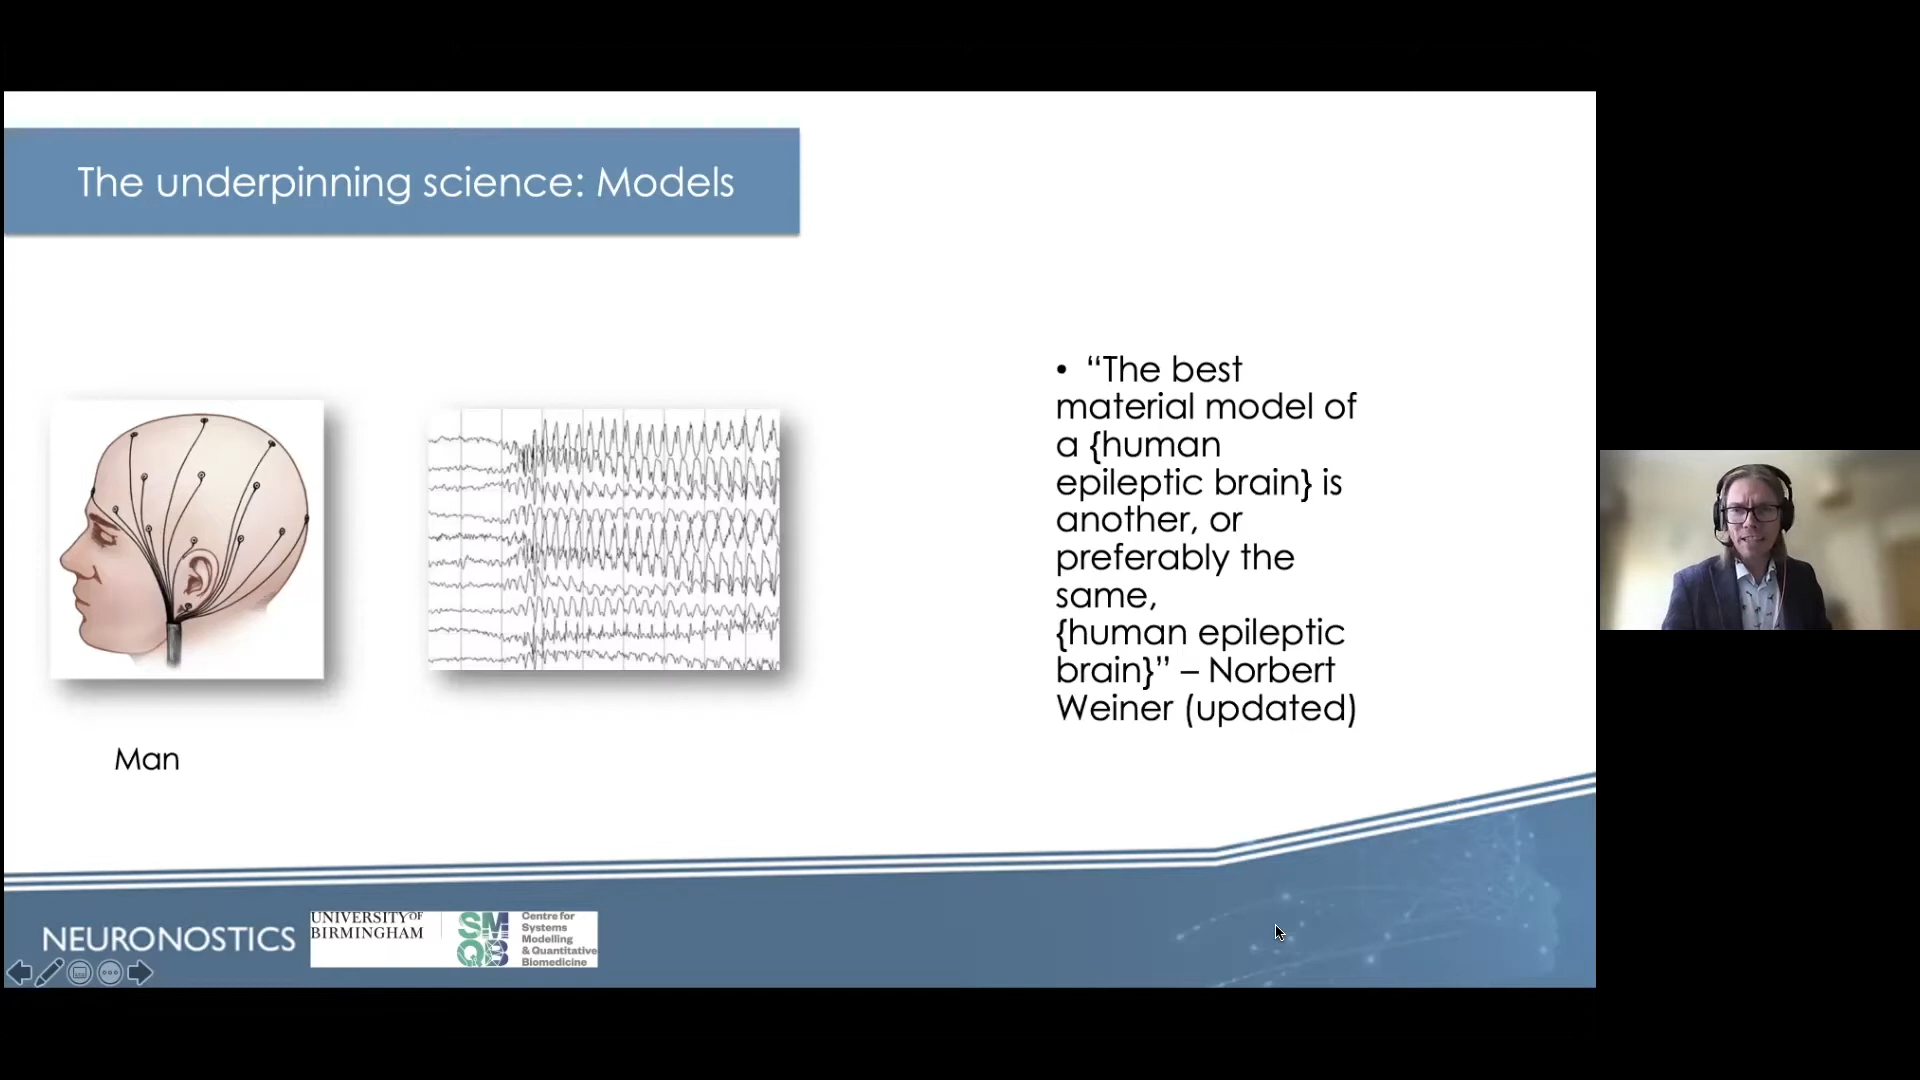 The underpinning science: Models
• “The best
material model of
a {human
epileptic brain} is
another, or
preferably the
same,
{human epileptic
brain}” – Norbert
Weiner (updated)
Man
NEURONOSTICS
UNIVERSITY OF
BIRMINGHAM
SM
QB
Centre for
Systems
Modelling
& Quantitative
Biomedicine